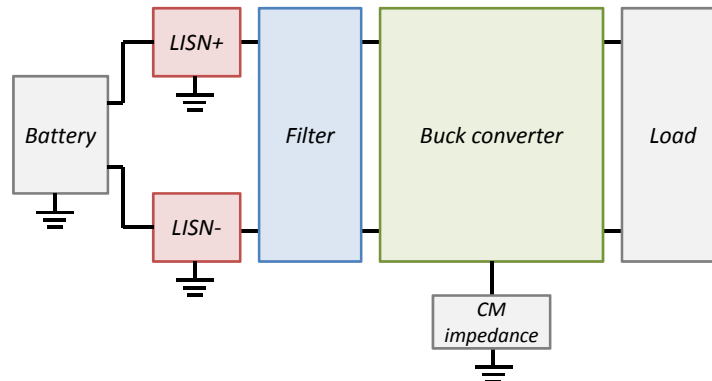 LISN+
Battery
Filter
Buck converter
Load
LISN-
CM
impedance